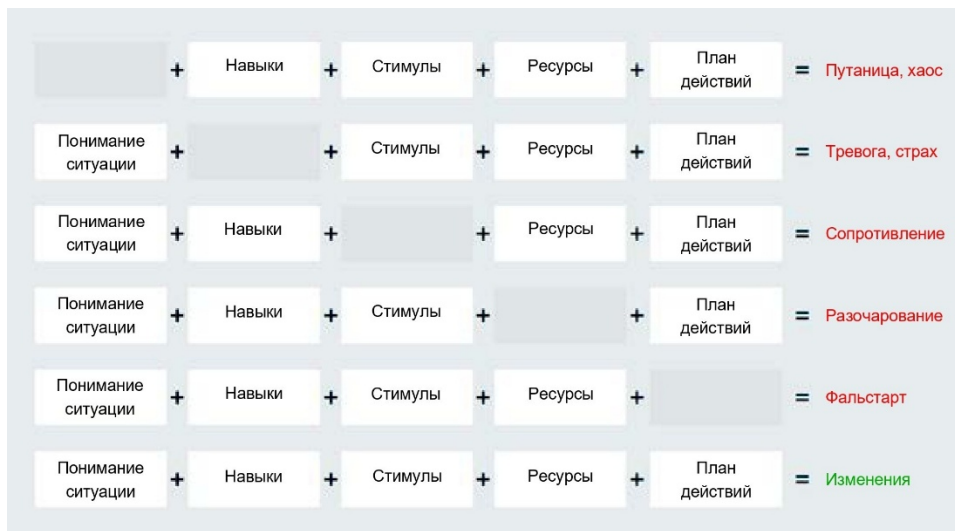 + Навыки + Стимулы + Ресурсы + План действий = Путаница, хаос
Понимание ситуации + + Стимулы + Ресурсы + План действий = Тревога, страх
Понимание ситуации + Навыки + + Ресурсы + План действий = Сопротивление
Понимание ситуации + Навыки + Стимулы + + План действий = Разочарование
Понимание ситуации + Навыки + Стимулы + Ресурсы + = Фальстарт
Понимание ситуации + Навыки + Стимулы + Ресурсы + План действий = Изменения